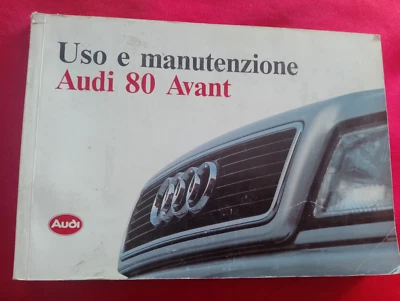 Uso e manutenzione
Audi 80 Avant
Audi